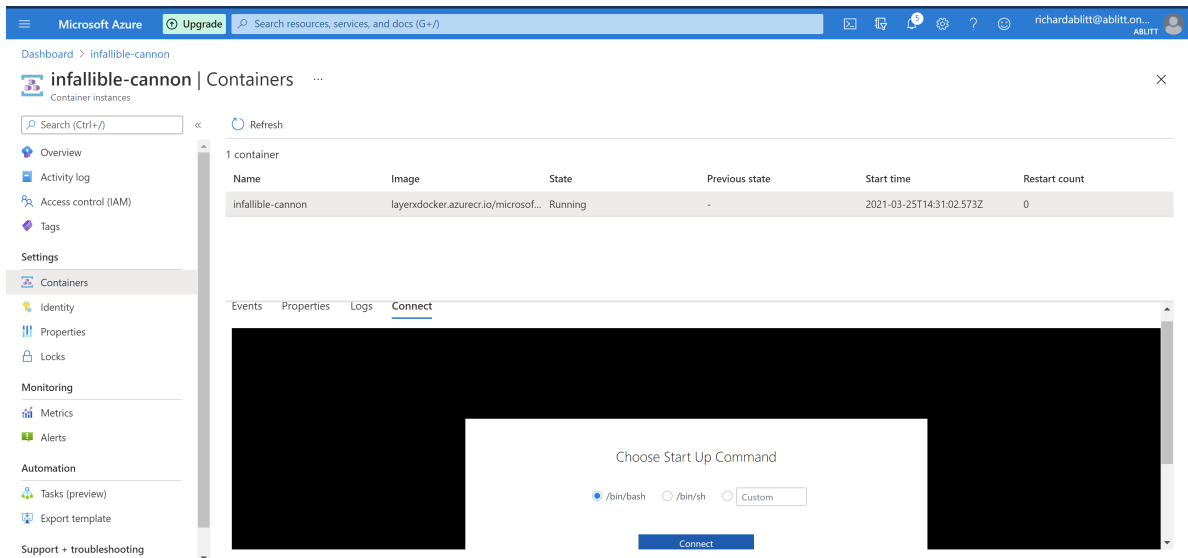 Microsoft Azure
Upgrade
Search resources, services, and docs (G+/)
5
?
richardablitt@ablitt.on...
ABLITT
Dashboard > infallible-cannon
infallible-cannon | Containers ...
Container instances
Search (Ctrl+/)
«
Refresh
Overview
Activity log
Access control (IAM)
Tags
Settings
Containers
Identity
Properties
Locks
Monitoring
Metrics
Alerts
Automation
Tasks (preview)
Export template
Support + troubleshooting
1 container
Name Image State Previous state Start time Restart count
infallible-cannon layerxdocker.azurecr.io/microsof... Running - 2021-03-25T14:31:02.573Z 0
Events Properties Logs Connect
Choose Start Up Command
/bin/bash /bin/sh Custom
Connect